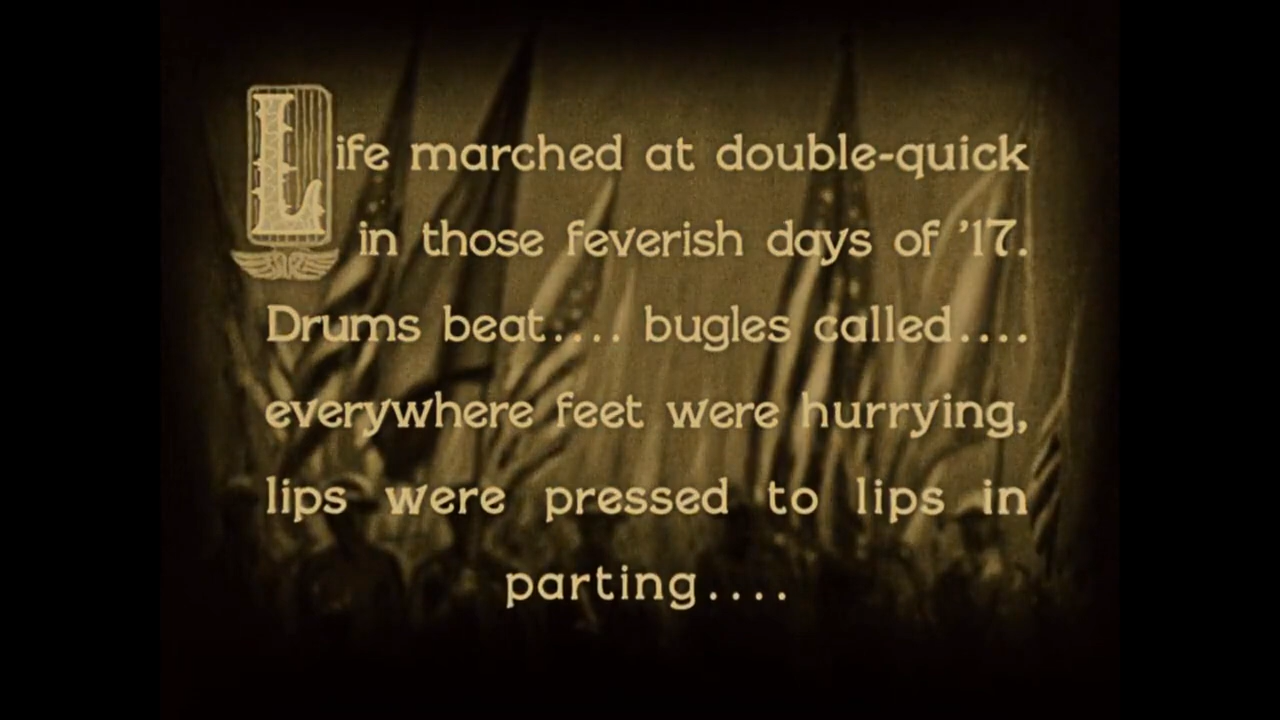 Life marched at double-quick
in those feverish days of '17.
Drums beat.... bugles called....
everywhere feet were hurrying,
lips were pressed to lips in
parting....